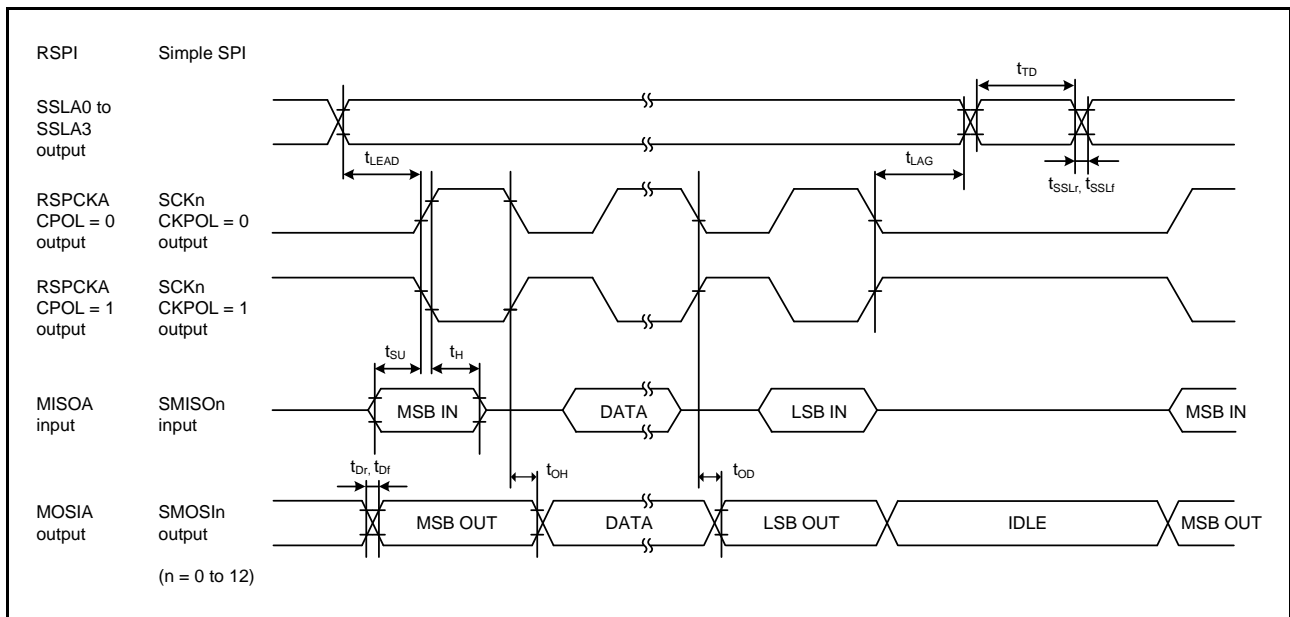 RSPI Simple SPI
tTD
SSLA0 to
SSLA3
output
tLEAD
tLAG
tSSLr, tSSLf
RSPCKA SCKn
CPOL = 0 CKPOL = 0
output output
RSPCKA SCKn
CPOL = 1 CKPOL = 1
output output
tSU tH
MISOA SMISOn
input input
MSB IN DATA LSB IN MSB IN
tDr, tDf tOH tOD
MOSIA SMOSIn
output output
MSB OUT DATA LSB OUT IDLE MSB OUT
(n = 0 to 12)